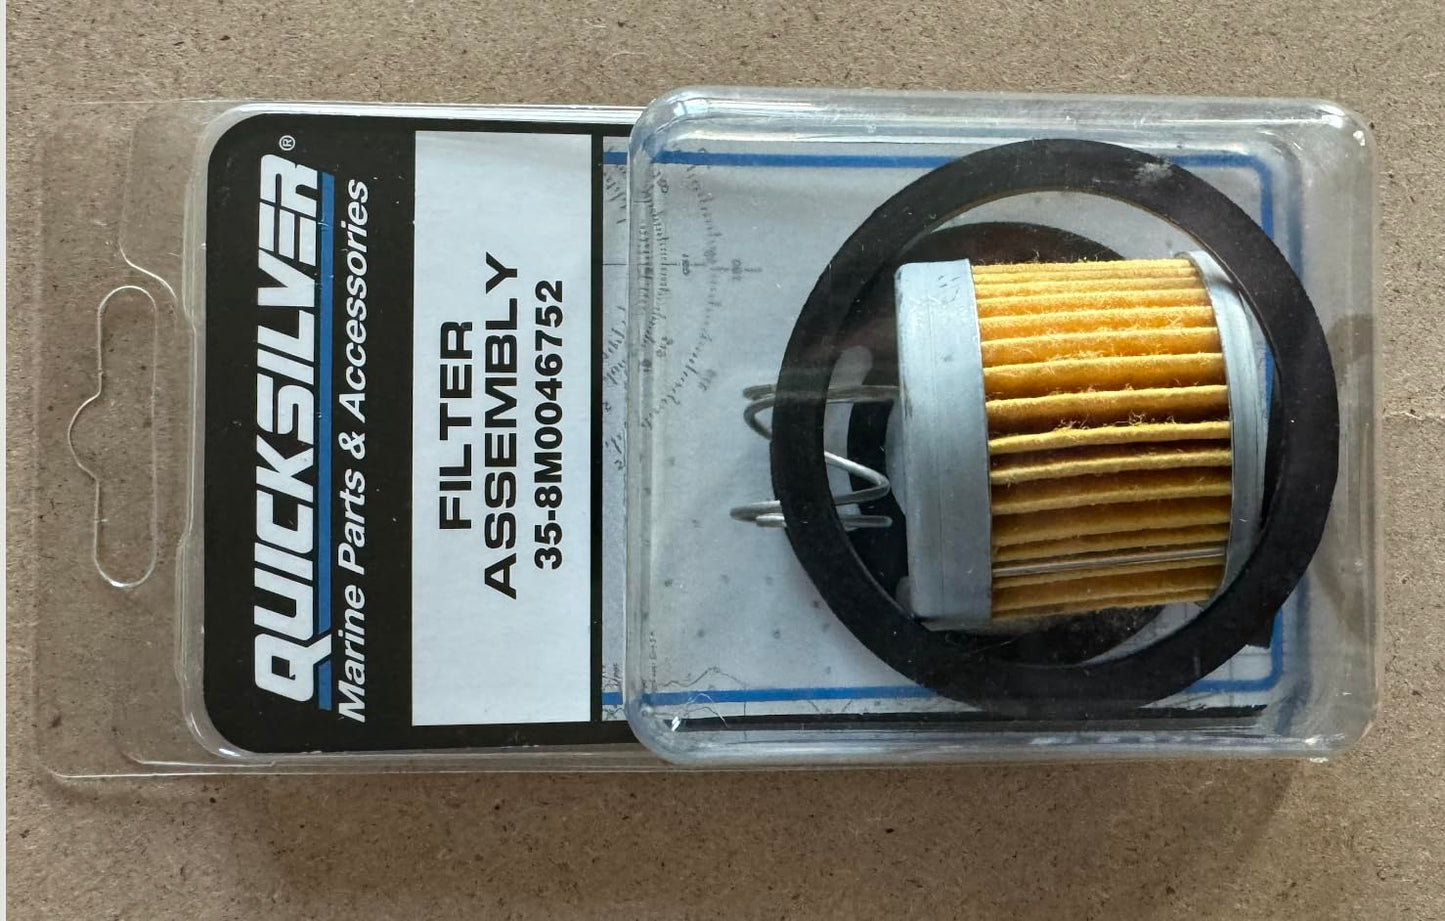 QUICKSILVER®
Marine Parts & Accessories
FILTER
ASSEMBLY
35-8M0046752